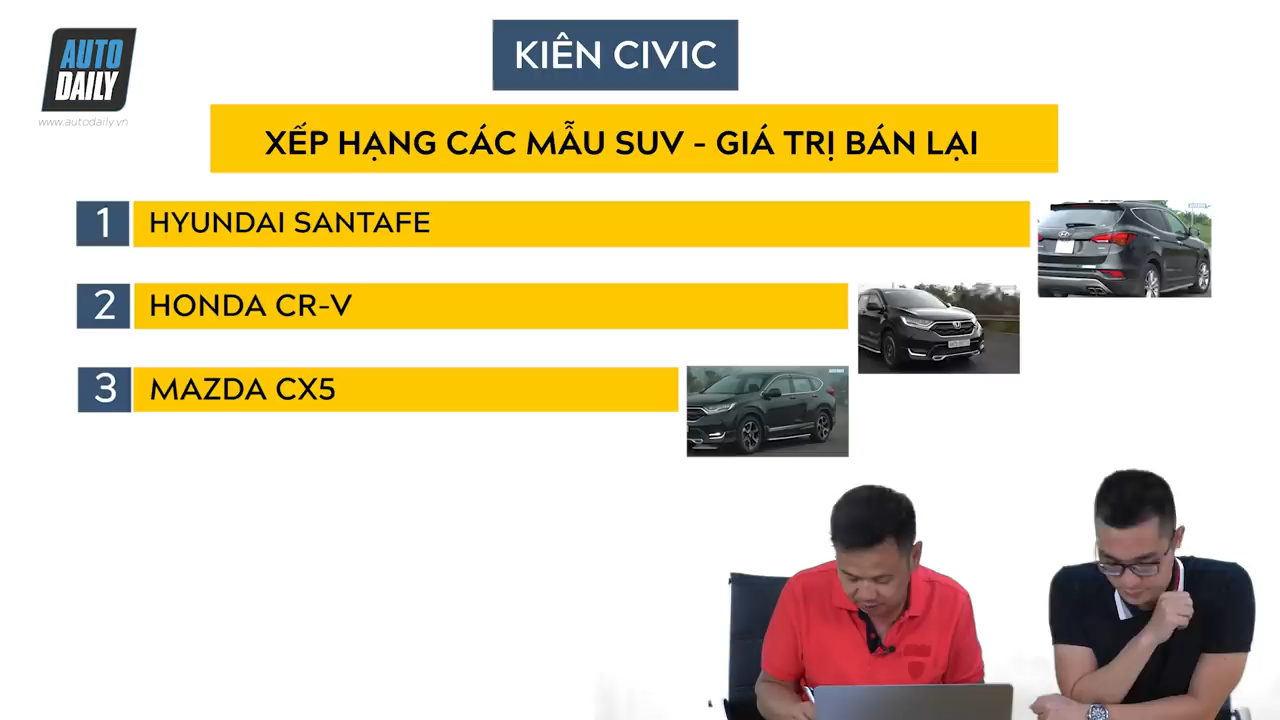 AUTO
DAILY
www.autodaily.vn
KIÊN CIVIC
XẾP HẠNG CÁC MẪU SUV - GIÁ TRỊ BÁN LẠI
1 HYUNDAI SANTAFE
2 HONDA CR-V
3 MAZDA CX5